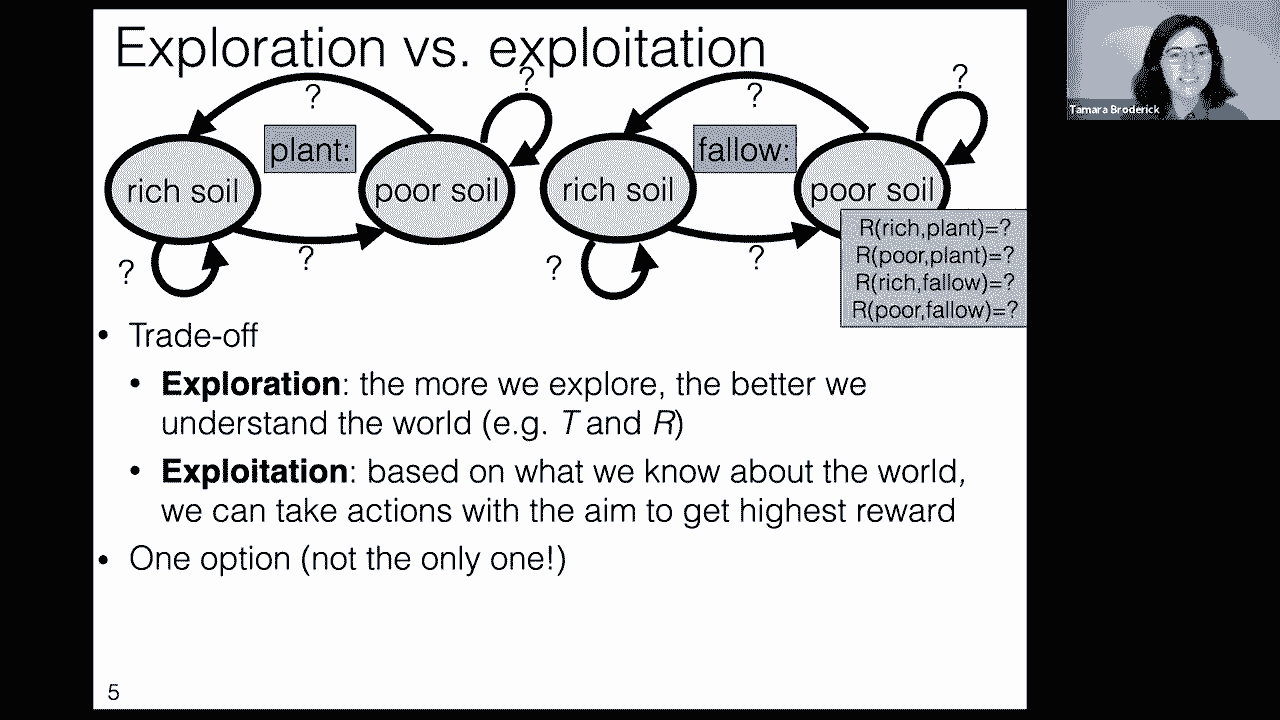 Exploration vs. exploitation
Tamara Broderick
?
?
?
?
plant:
fallow:
rich soil
poor soil
rich soil
poor soil
?
?
?
?
R(rich,plant)=?
R(poor,plant)=?
R(rich,fallow)=?
R(poor,fallow)=?
• Trade-off
• Exploration: the more we explore, the better we
understand the world (e.g. T and R)
• Exploitation: based on what we know about the world,
we can take actions with the aim to get highest reward
• One option (not the only one!)
5